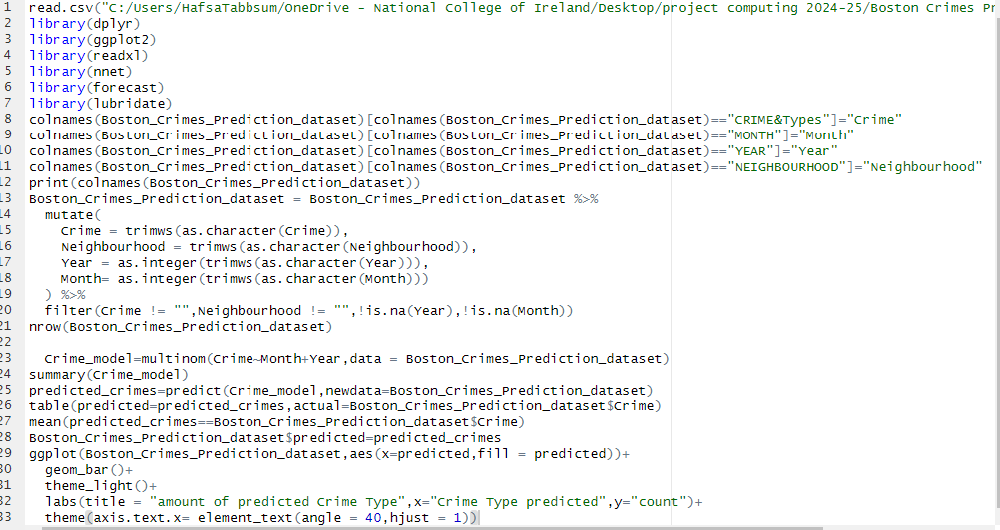 1 read.csv("C:/Users/HafsaTabbsum/OneDrive - National College of Ireland/Desktop/project computing 2024-25/Boston Crimes Pr
2 library(dplyr)
3 library(ggplot2)
4 library(readxl)
5 library(nnet)
6 library(forecast)
7 library(lubridate)
8 colnames(Boston_Crimes_Prediction_dataset)[colnames(Boston_Crimes_Prediction_dataset)=="CRIME&Types"]="Crime"
9 colnames(Boston_Crimes_Prediction_dataset)[colnames(Boston_Crimes_Prediction_dataset)=="MONTH"]="Month"
10 colnames(Boston_Crimes_Prediction_dataset)[colnames(Boston_Crimes_Prediction_dataset)=="YEAR"]="Year"
11 colnames(Boston_Crimes_Prediction_dataset)[colnames(Boston_Crimes_Prediction_dataset)=="NEIGHBOURHOOD"]="Neighbourhood"
12 print(colnames(Boston_Crimes_Prediction_dataset))
13 Boston_Crimes_Prediction_dataset = Boston_Crimes_Prediction_dataset %>%
14   mutate(
15     Crime = trimws(as.character(Crime)),
16     Neighbourhood = trimws(as.character(Neighbourhood)),
17     Year = as.integer(trimws(as.character(Year))),
18     Month= as.integer(trimws(as.character(Month)))
19   ) %>%
20   filter(Crime != "",Neighbourhood != "",!is.na(Year),!is.na(Month))
21 nrow(Boston_Crimes_Prediction_dataset)
22
23   Crime_model=multinom(Crime~Month+Year,data = Boston_Crimes_Prediction_dataset)
24 summary(Crime_model)
25 predicted_crimes=predict(Crime_model,newdata=Boston_Crimes_Prediction_dataset)
26 table(predicted=predicted_crimes,actual=Boston_Crimes_Prediction_dataset$Crime)
27 mean(predicted_crimes==Boston_Crimes_Prediction_dataset$Crime)
28 Boston_Crimes_Prediction_dataset$predicted=predicted_crimes
29 ggplot(Boston_Crimes_Prediction_dataset,aes(x=predicted,fill = predicted))+
30   geom_bar()+
31   theme_light()+
32   labs(title = "amount of predicted Crime Type",x="Crime Type predicted",y="count")+
33   theme(axis.text.x= element_text(angle = 40,hjust = 1))